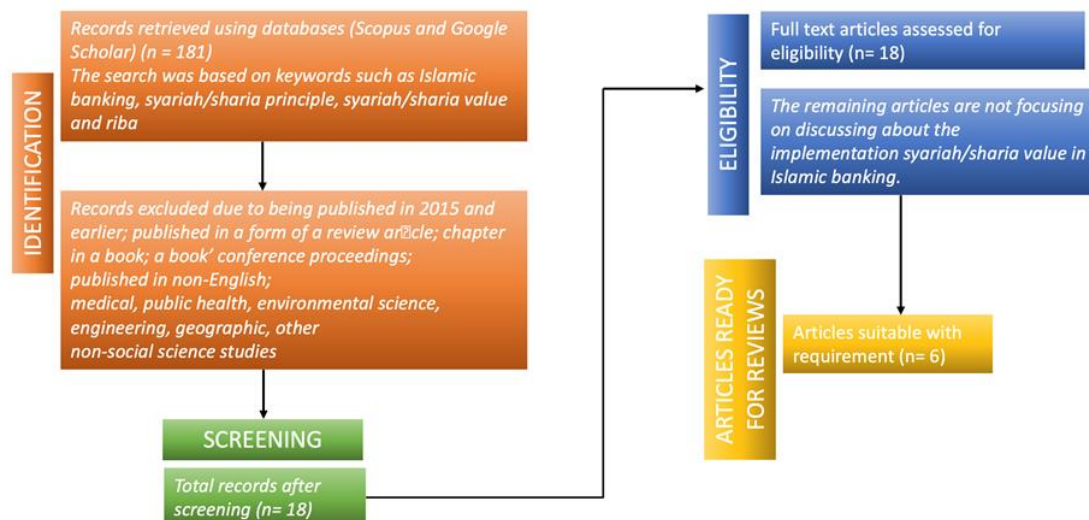 IDENTIFICATION
Records retrieved using databases (Scopus and Google
Scholar) (n = 181)
The search was based on keywords such as Islamic
banking, syariah/sharia principle, syariah/sharia value
and riba
Records excluded due to being published in 2015 and
earlier; published in a form of a review ar▯cle; chapter
in a book; a book' conference proceedings;
published in non-English;
medical, public health, environmental science,
engineering, geographic, other
non-social science studies
SCREENING
Total records after
screening (n= 18)
ELIGIBILITY
Full text articles assessed for
eligibility (n= 18)
The remaining articles are not focusing
on discussing about the
implementation syariah/sharia value in
Islamic banking.
ARTICLES READY
FOR REVIEWS
Articles suitable with
requirement (n= 6)